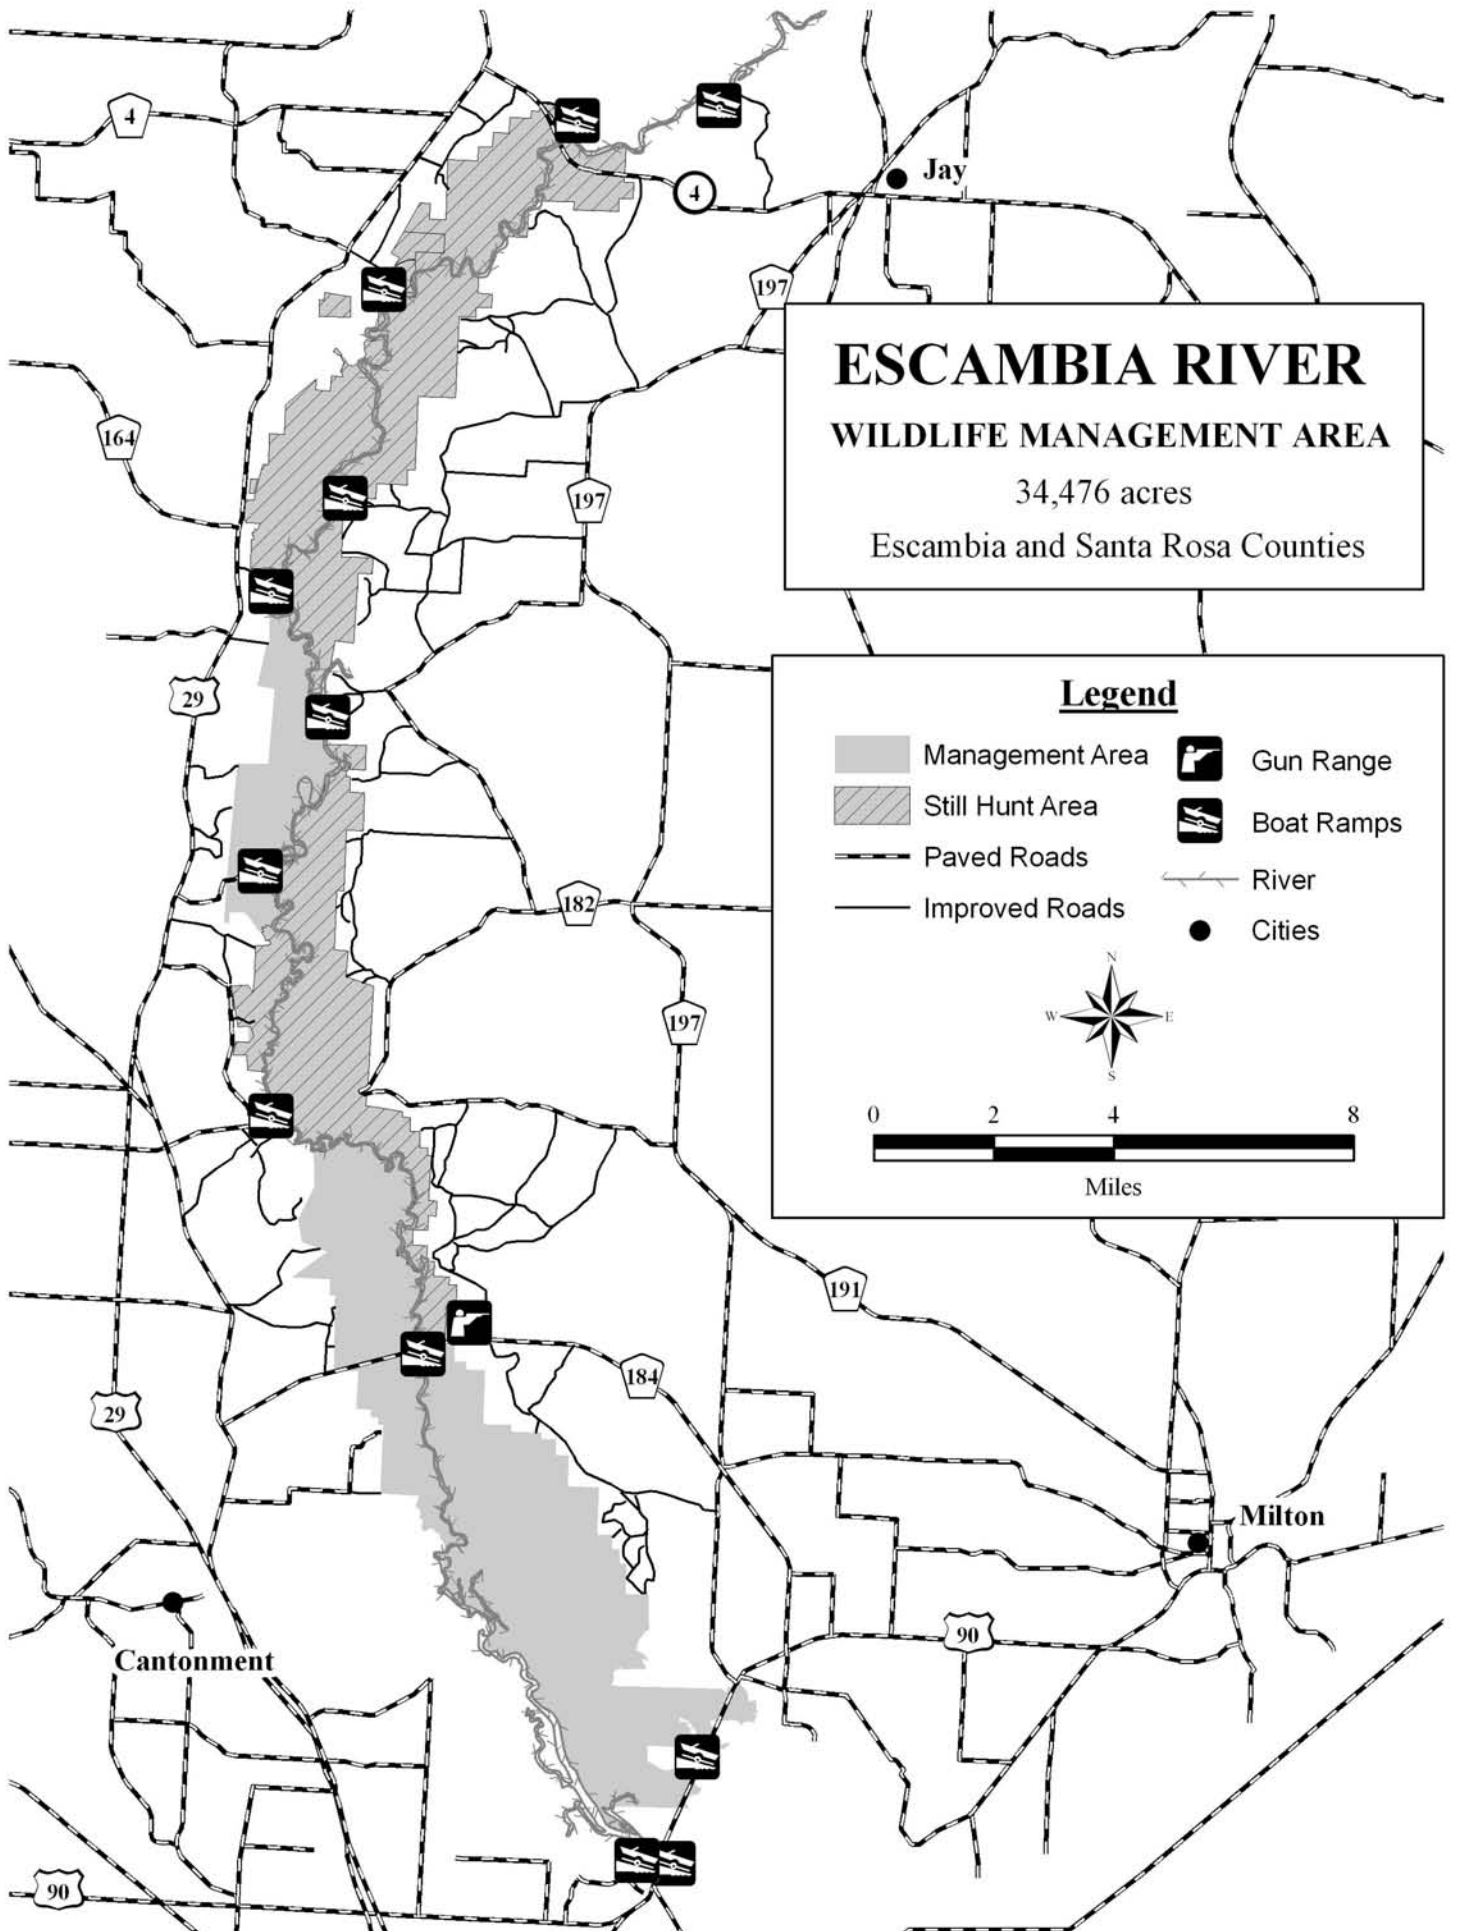 4
Jay
4
197
ESCAMBIA RIVER
WILDLIFE MANAGEMENT AREA
34,476 acres
Escambia and Santa Rosa Counties
164
197
29
Legend
Management Area
Gun Range
Still Hunt Area
Boat Ramps
Paved Roads
River
Improved Roads
Cities
182
N
W E
S
197
0 2 4 8
Miles
191
184
29
Milton
90
Cantonment
90